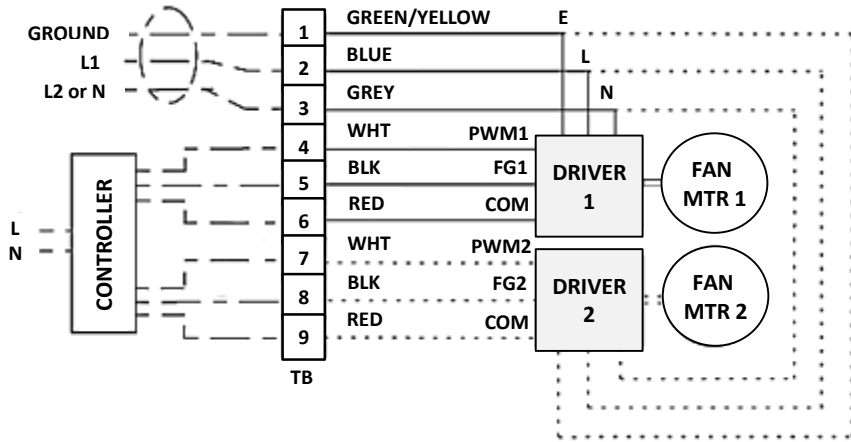 GREEN/YELLOW E
GROUND 1
L1 BLUE L
2
L2 or N GREY N
3
WHT PWM1
4
BLK FG1
5
RED COM
6
DRIVER
1
FAN
MTR 1
CONTROLLER
L
N
WHT PWM2
7
BLK FG2
8
RED COM
9
DRIVER
2
FAN
MTR 2
TB